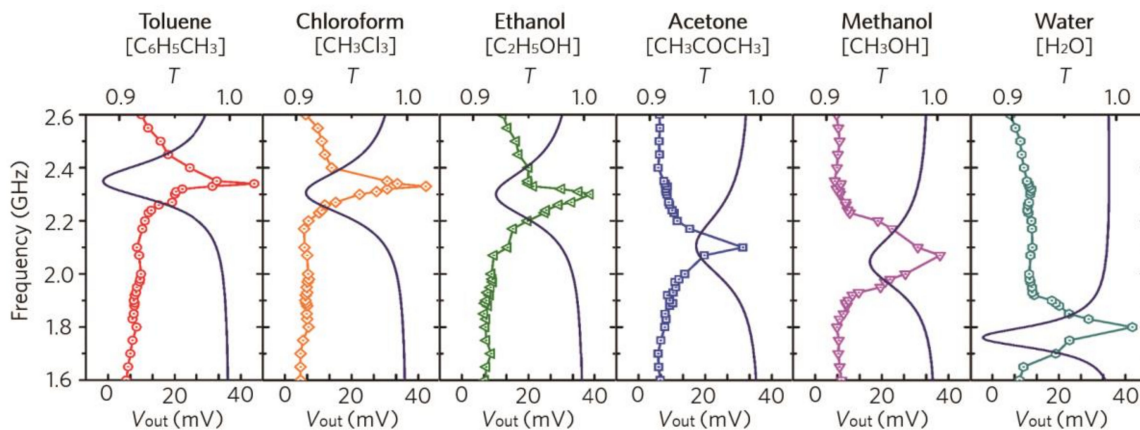 Toluene Chloroform Ethanol Acetone Methanol Water
[C6H5CH3] [CH3Cl3] [C2H5OH] [CH3COCH3] [CH3OH] [H2O]
T T T T T T
0.9 1.0 0.9 1.0 0.9 1.0 0.9 1.0 0.9 1.0 0.9 1.0
Frequency (GHz)
2.6
2.4
2.2
2.0
1.8
1.6
0 20 40 0 20 40 0 20 40 0 20 40 0 20 40 0 20 40
Vout (mV) Vout (mV) Vout (mV) Vout (mV) Vout (mV) Vout (mV)